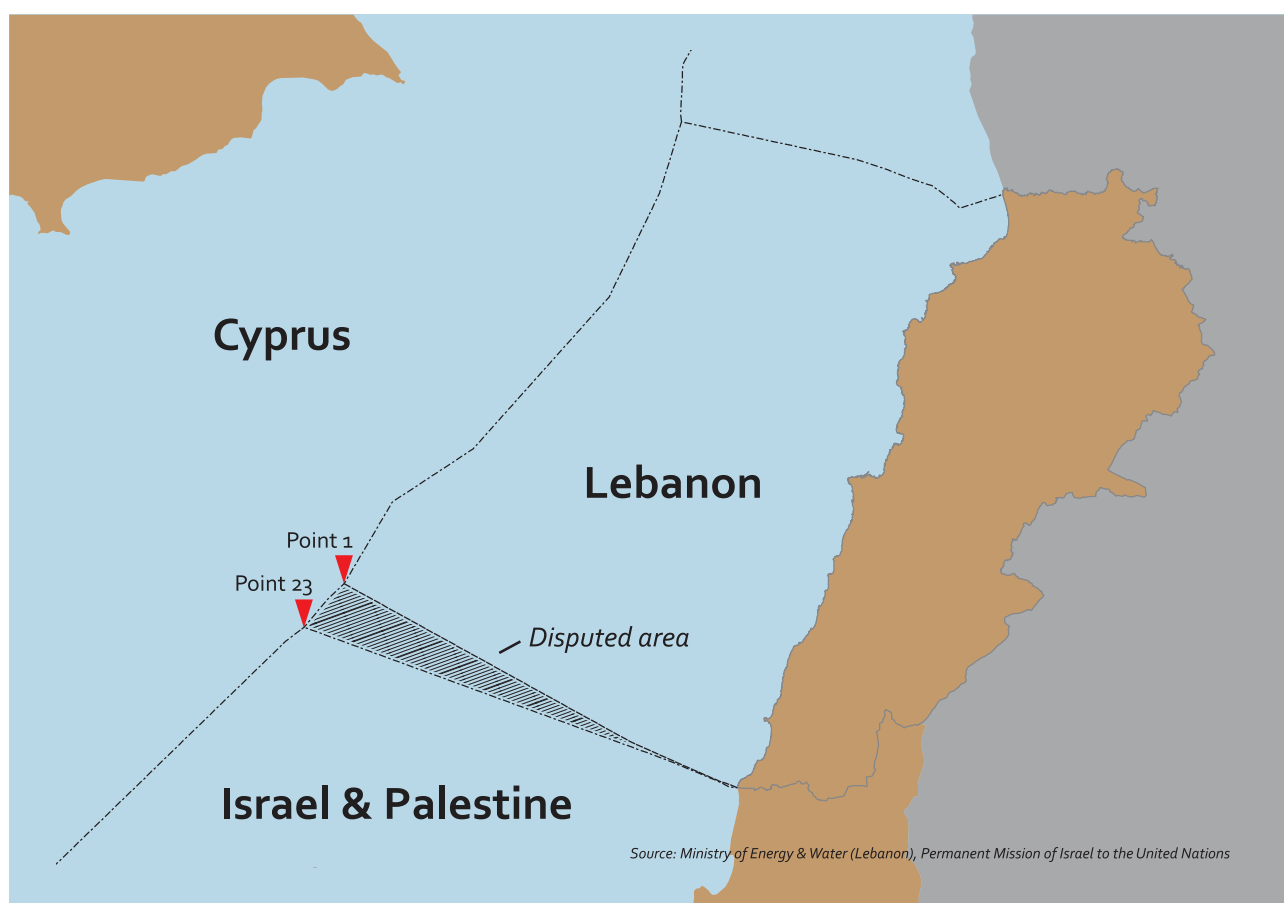 Cyprus
Lebanon
Point 1
Point 23
Disputed area
Israel & Palestine
Source: Ministry of Energy & Water (Lebanon), Permanent Mission of Israel to the United Nations